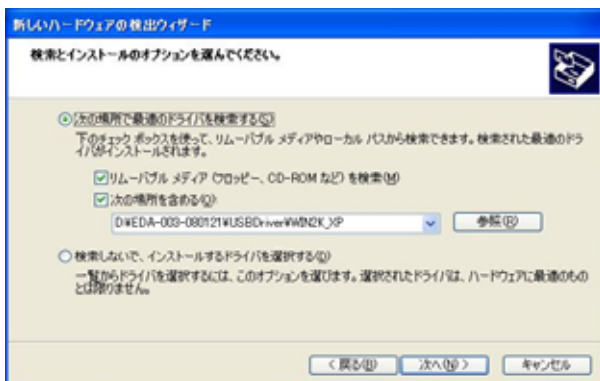 新しいハードウェアの検出ウィザード
検索とインストールのオプションを選んでください。
次の場所で最適のドライバを検索する(S)
下のチェック ボックスを使って、リムーバブル メディアやローカル パスから検索できます。検索された最適のドラ
イバがインストールされます。
リムーバブル メディア (フロッピー、CD-ROM など) を検索(M)
次の場所を含める(O):
D:¥EDA-003-080121¥USBDriver¥WIN2K_XP
参照(R)
検索しないで、インストールするドライバを選択する(D)
一覧からドライバを選択するには、このオプションを選びます。選択されたドライバは、ハードウェアに最適のもの
とは限りません。
< 戻る(B)
次へ(N) >
キャンセル